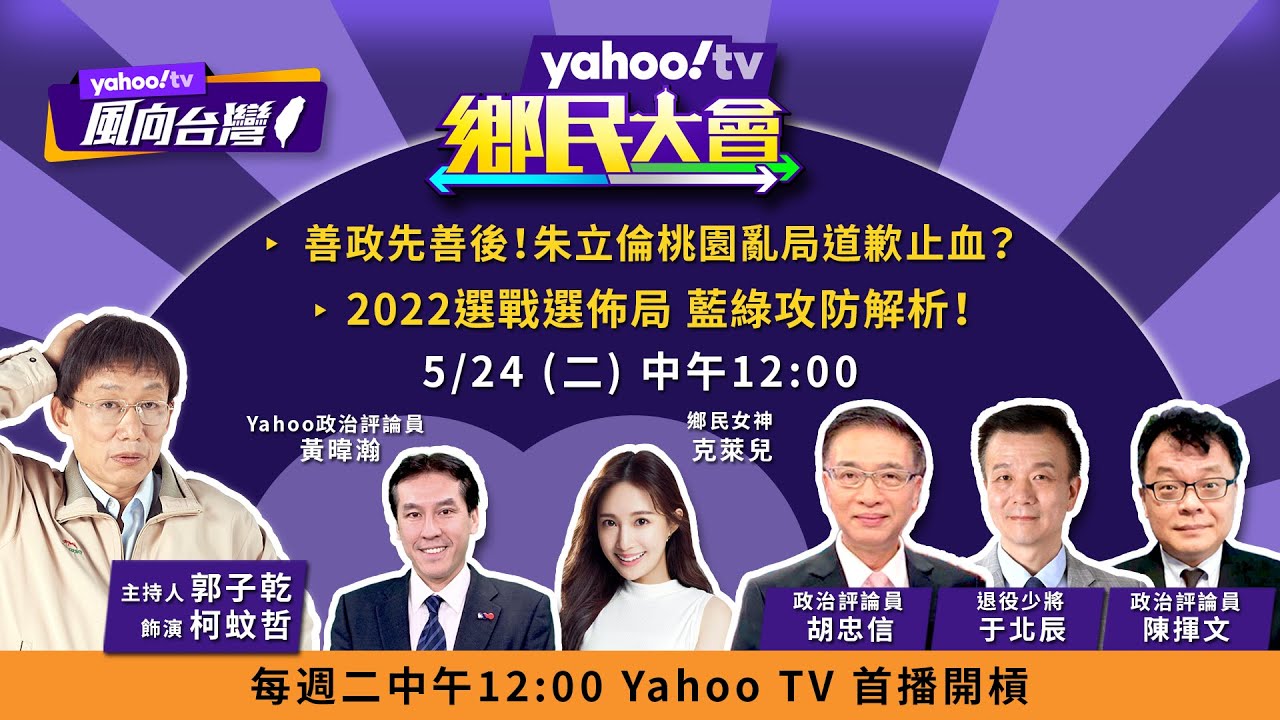 yahoo!tv
風向台灣
yahoo!tv
鄉民大會
善政先善後!朱立倫桃園亂局道歉止血?
2022選戰選佈局 藍綠攻防解析!
5/24 (二) 中午12:00
Yahoo政治評論員
黃暐瀚
鄉民女神
克萊兒
主持人 郭子乾
飾演 柯蚊哲
政治評論員
胡忠信
退役少將
于北辰
政治評論員
陳揮文
每週二中午12:00 Yahoo TV 首播開槓